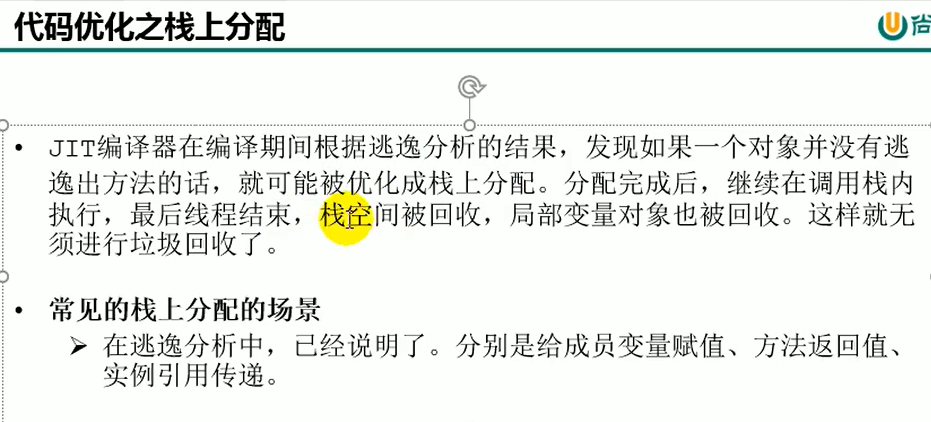 代码优化之栈上分配
尚
• JIT编译器在编译期间根据逃逸分析的结果，发现如果一个对象并没有逃
逸出方法的话，就可能被优化成栈上分配。分配完成后，继续在调用栈内
执行，最后线程结束，栈空间被回收，局部变量对象也被回收。这样就无
须进行垃圾回收了。
• 常见的栈上分配的场景
➢ 在逃逸分析中，已经说明了。分别是给成员变量赋值、方法返回值、
实例引用传递。